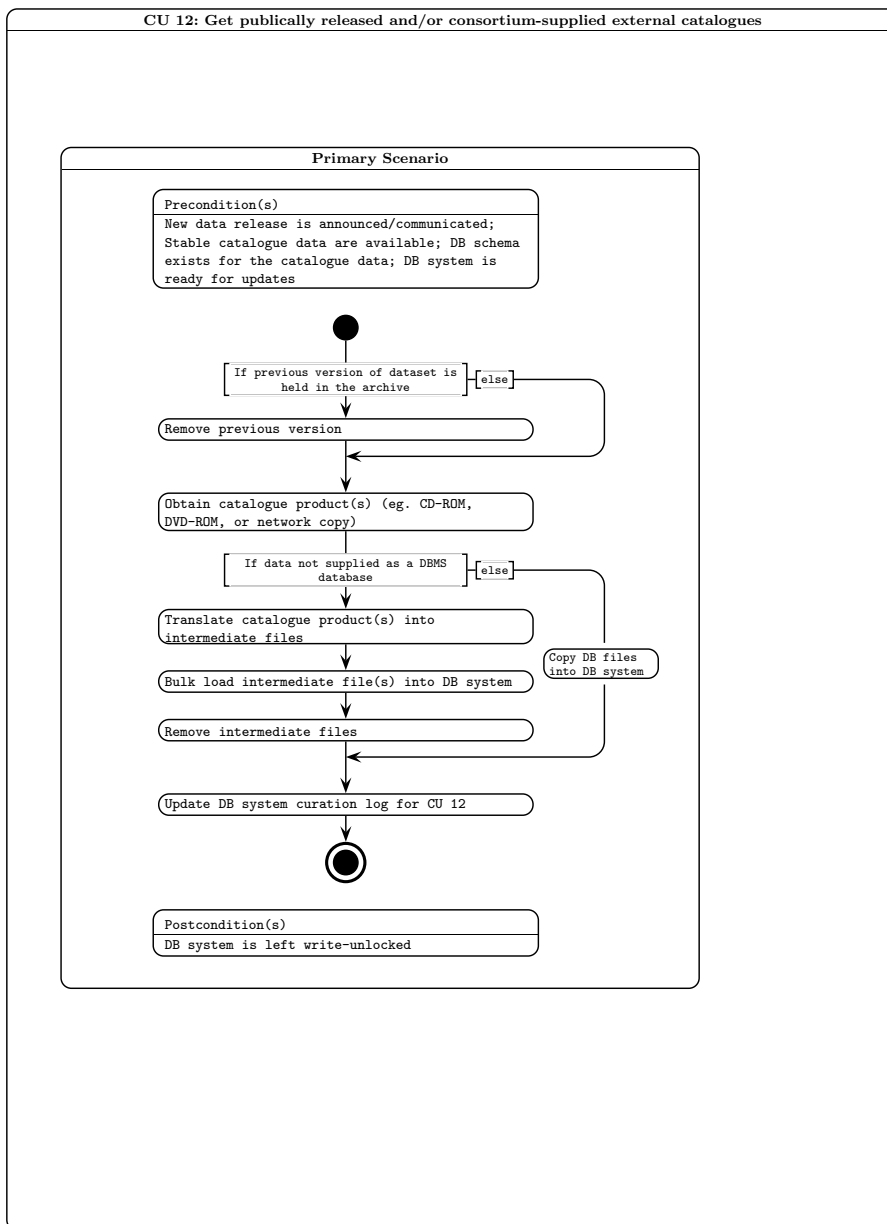 CU 12: Get publically released and/or consortium-supplied external catalogues
Primary Scenario
Precondition(s)
New data release is announced/communicated;
Stable catalogue data are available; DB schema
exists for the catalogue data; DB system is
ready for updates
If previous version of dataset is
held in the archive
else
Remove previous version
Obtain catalogue product(s) (eg. CD-ROM,
DVD-ROM, or network copy)
If data not supplied as a DBMS
database
else
Translate catalogue product(s) into
intermediate files
Copy DB files
into DB system
Bulk load intermediate file(s) into DB system
Remove intermediate files
Update DB system curation log for CU 12
Postcondition(s)
DB system is left write-unlocked